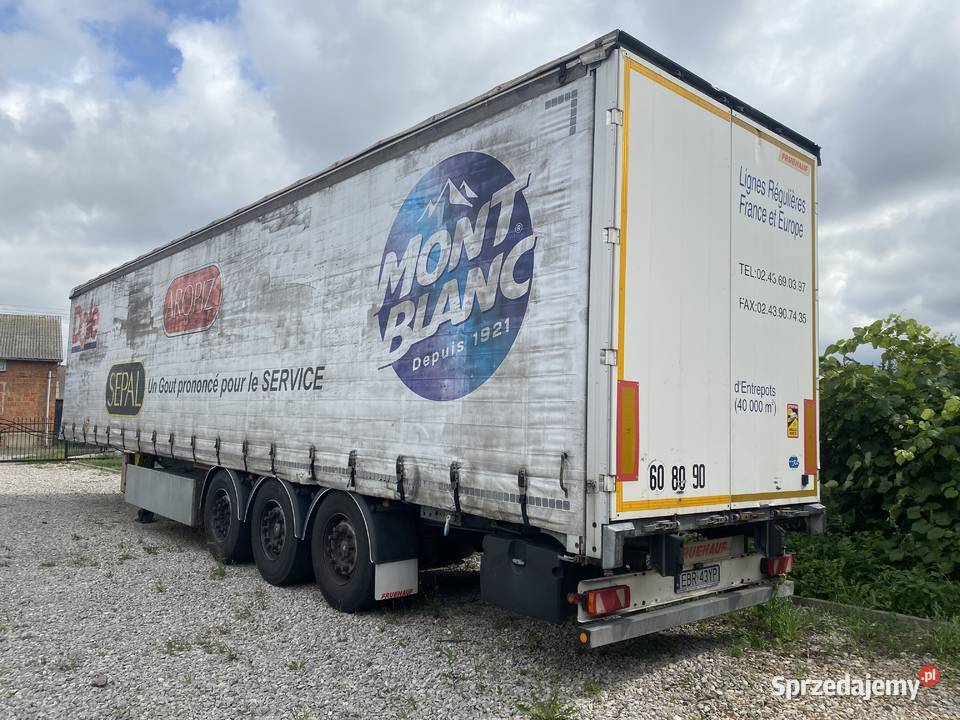 MONT
BLANC
®
Depuis 1921
AROBIZ
SEPAL
Un Gout prononcé pour le SERVICE
FRUEHAUF
Lignes Régulières
France et Europe
TEL:02.43.69.03.97
FAX:02.43.90.74.35
d'Entrepots
(40 000 m²)
60 80 90
FRUEHAUF
EBR 43YP
FRUEHAUF
Sprzedajemy.pl